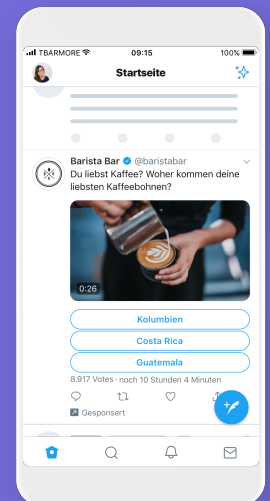 TBARMORE 09:15 100%
Startseite
Barista Bar @baristabar
Du liebst Kaffee? Woher kommen deine
liebsten Kaffeebohnen?
0:26
Kolumbien
Costa Rica
Guatemala
8.917 Votes · noch 10 Stunden 4 Minuten
Gesponsert